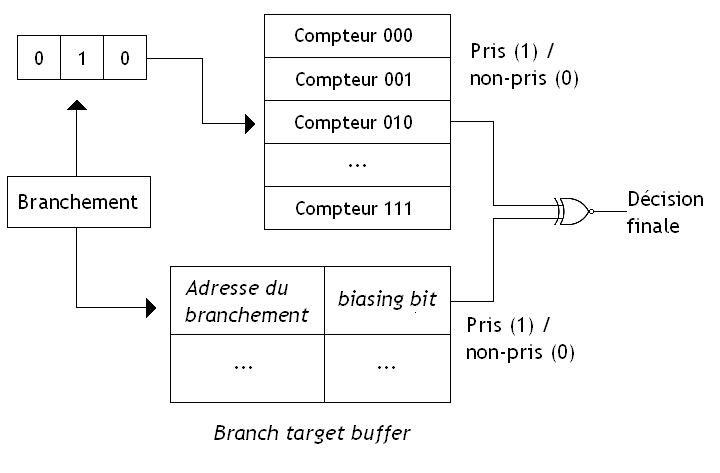 0 1 0
Compteur 000
Compteur 001
Compteur 010
...
Compteur 111
Pris (1) /
non-pris (0)
Branchement
Décision
finale
Adresse du
branchement
biasing bit
... ...
Pris (1) /
non-pris (0)
Branch target buffer